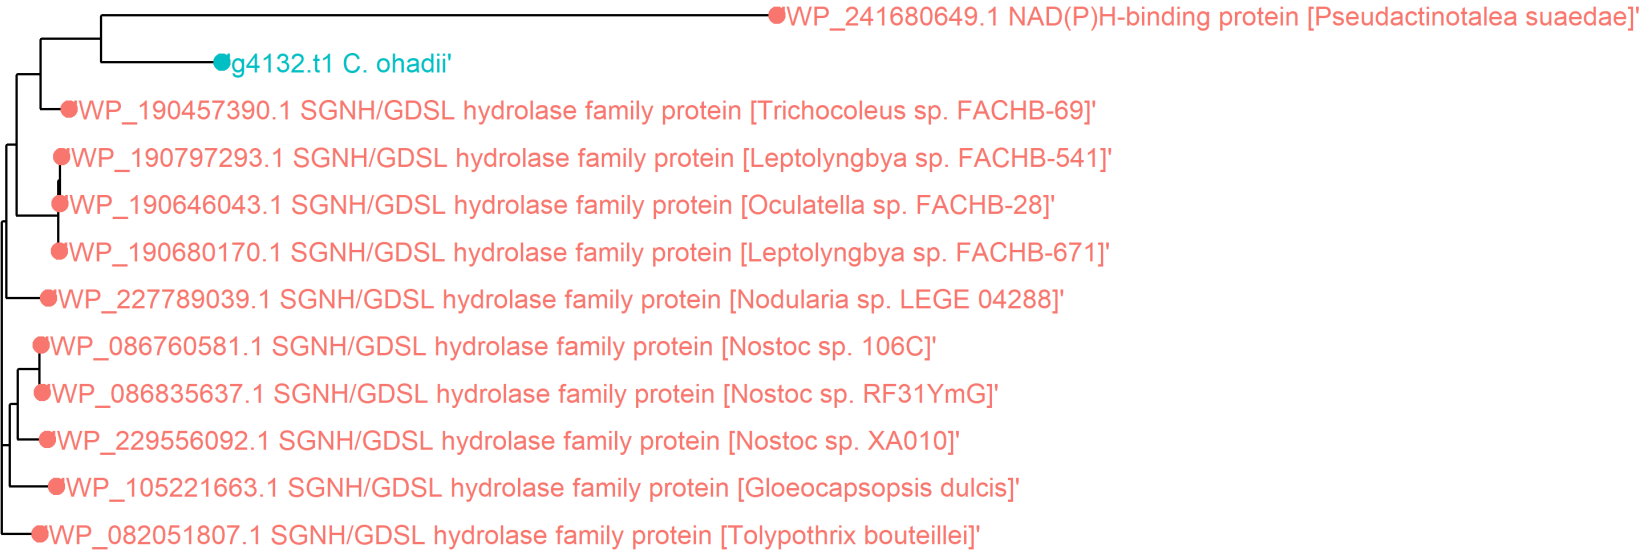 'WP_241680649.1 NAD(P)H-binding protein [Pseudactinotalea suaedae]'
'g4132.t1 C. ohadii'
'WP_190457390.1 SGNH/GDSL hydrolase family protein [Trichocoleus sp. FACHB-69]'
'WP_190797293.1 SGNH/GDSL hydrolase family protein [Leptolyngbya sp. FACHB-541]'
'WP_190646043.1 SGNH/GDSL hydrolase family protein [Oculatella sp. FACHB-28]'
'WP_190680170.1 SGNH/GDSL hydrolase family protein [Leptolyngbya sp. FACHB-671]'
'WP_227789039.1 SGNH/GDSL hydrolase family protein [Nodularia sp. LEGE 04288]'
'WP_086760581.1 SGNH/GDSL hydrolase family protein [Nostoc sp. 106C]'
'WP_086835637.1 SGNH/GDSL hydrolase family protein [Nostoc sp. RF31YmG]'
'WP_229556092.1 SGNH/GDSL hydrolase family protein [Nostoc sp. XA010]'
'WP_105221663.1 SGNH/GDSL hydrolase family protein [Gloeocapsopsis dulcis]'
'WP_082051807.1 SGNH/GDSL hydrolase family protein [Tolypothrix bouteillei]'